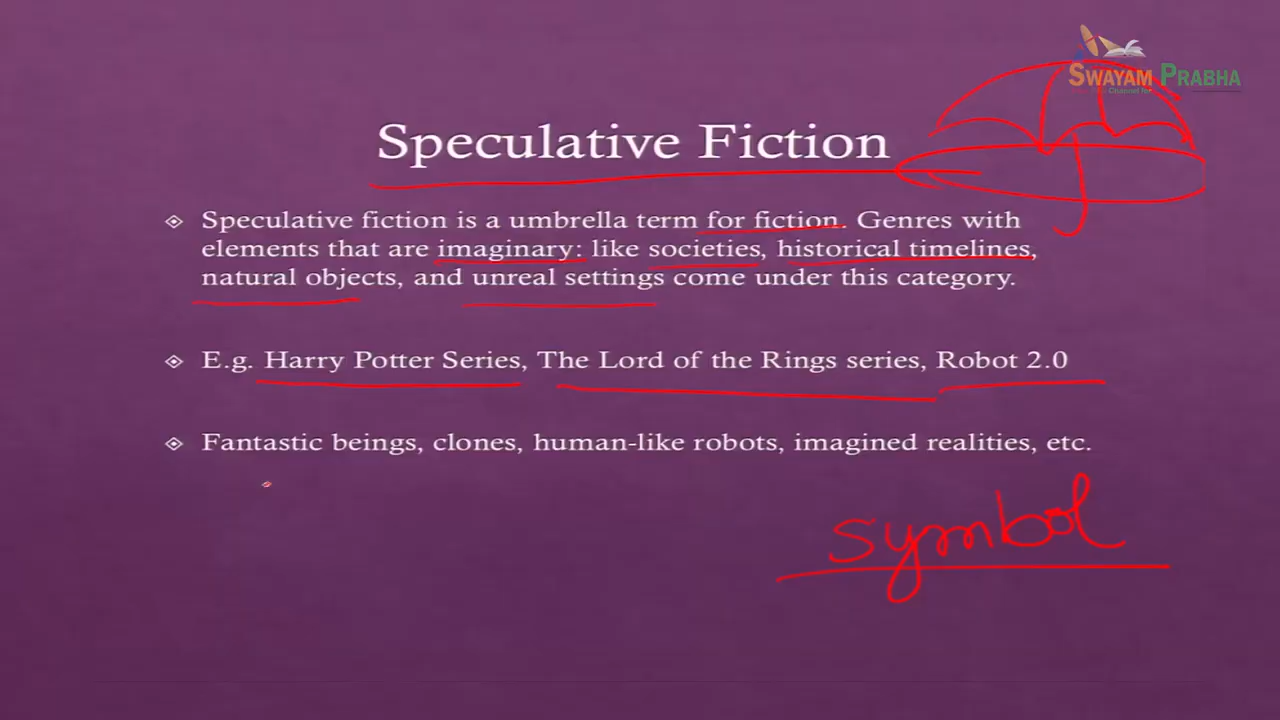 SWAYAM PRABHA
Speculative Fiction
Speculative fiction is a umbrella term for fiction. Genres with
elements that are imaginary: like societies, historical timelines,
natural objects, and unreal settings come under this category.
E.g. Harry Potter Series, The Lord of the Rings series, Robot 2.0
Fantastic beings, clones, human-like robots, imagined realities, etc.
symbol